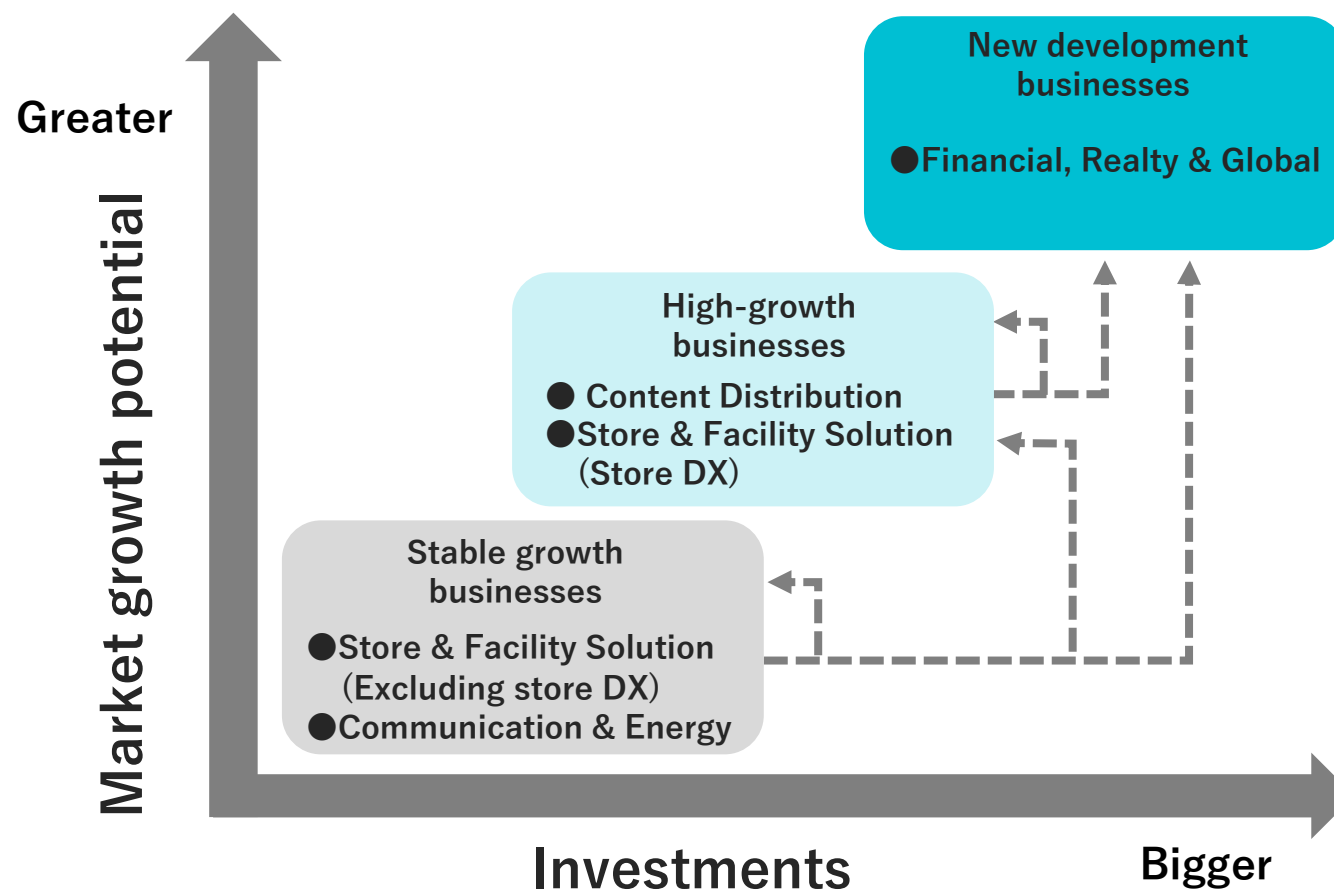 Greater
Market growth potential
New development
businesses
●Financial, Realty & Global
High-growth
businesses
● Content Distribution
●Store & Facility Solution
(Store DX)
Stable growth
businesses
●Store & Facility Solution
(Excluding store DX)
●Communication & Energy
Investments
Bigger